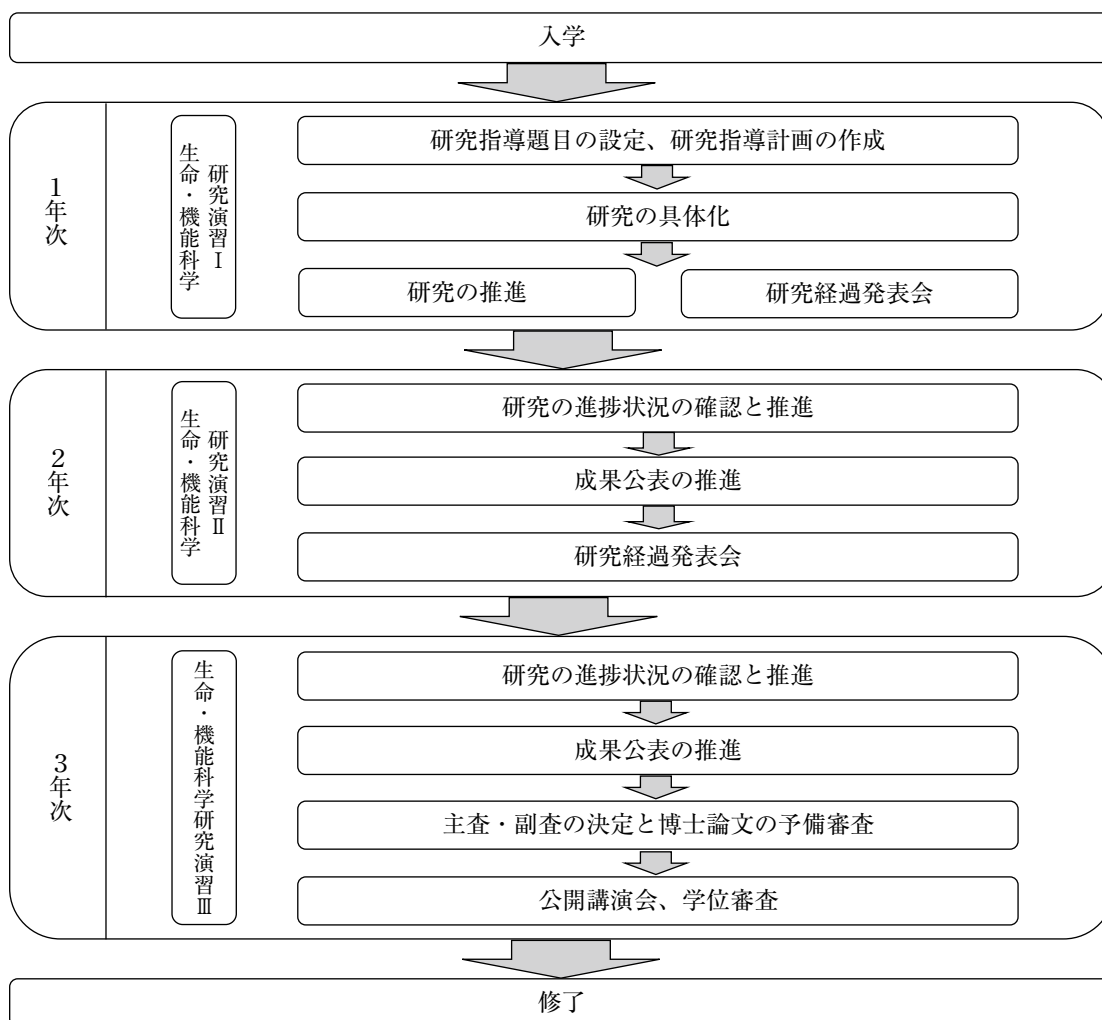 入学
1年次
生命・機能科学
研究演習Ⅰ
研究指導題目の設定、研究指導計画の作成
研究の具体化
研究の推進
研究経過発表会
2年次
生命・機能科学
研究演習Ⅱ
研究の進捗状況の確認と推進
成果公表の推進
研究経過発表会
3年次
生命・機能科学研究演習Ⅲ
研究の進捗状況の確認と推進
成果公表の推進
主査・副査の決定と博士論文の予備審査
公開講演会、学位審査
修了